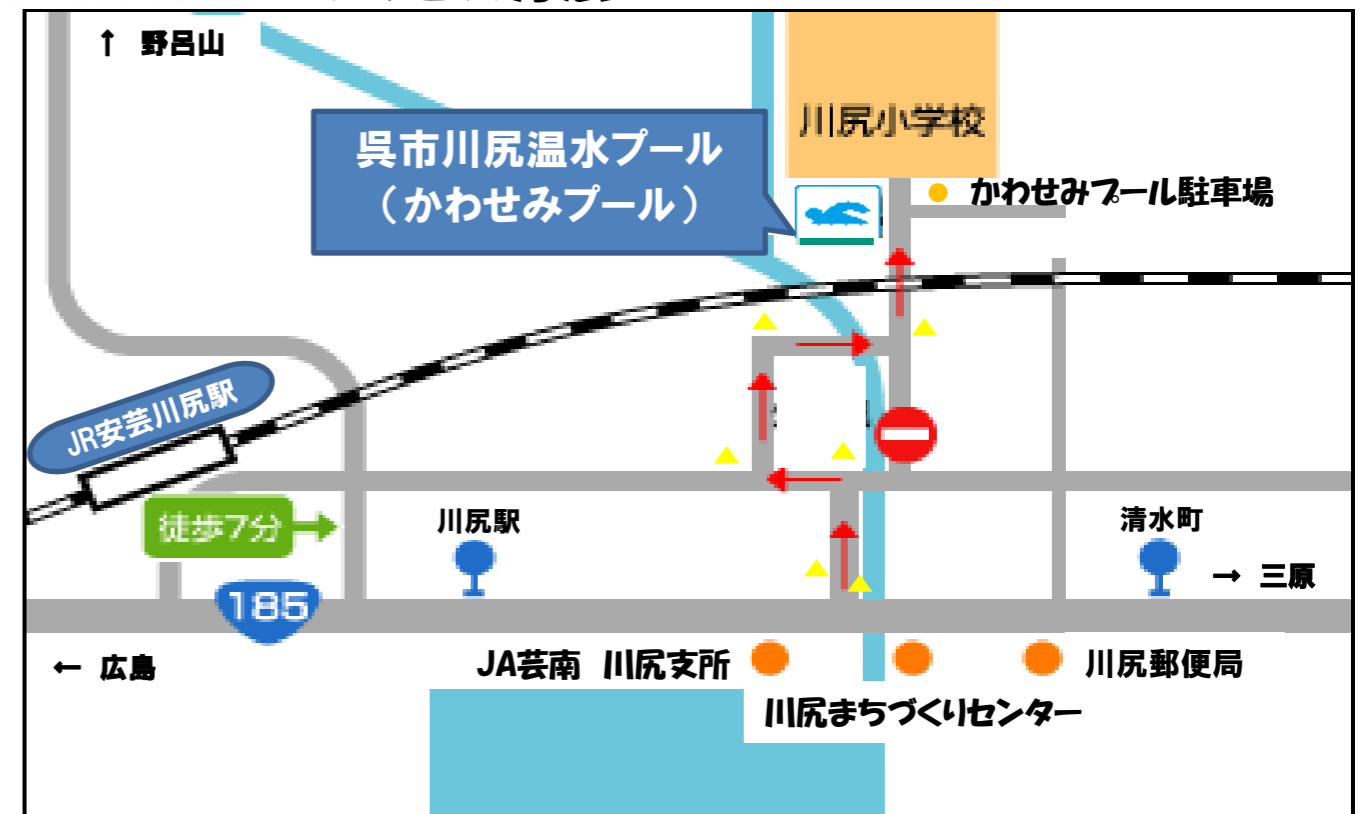 ↑ 野呂山
川尻小学校
呉市川尻温水プール
（かわせみプール）
かわせみプール駐車場
JR安芸川尻駅
徒歩7分
川尻駅
清水町
→ 三原
185
← 広島
JA芸南 川尻支所
川尻郵便局
川尻まちづくりセンター